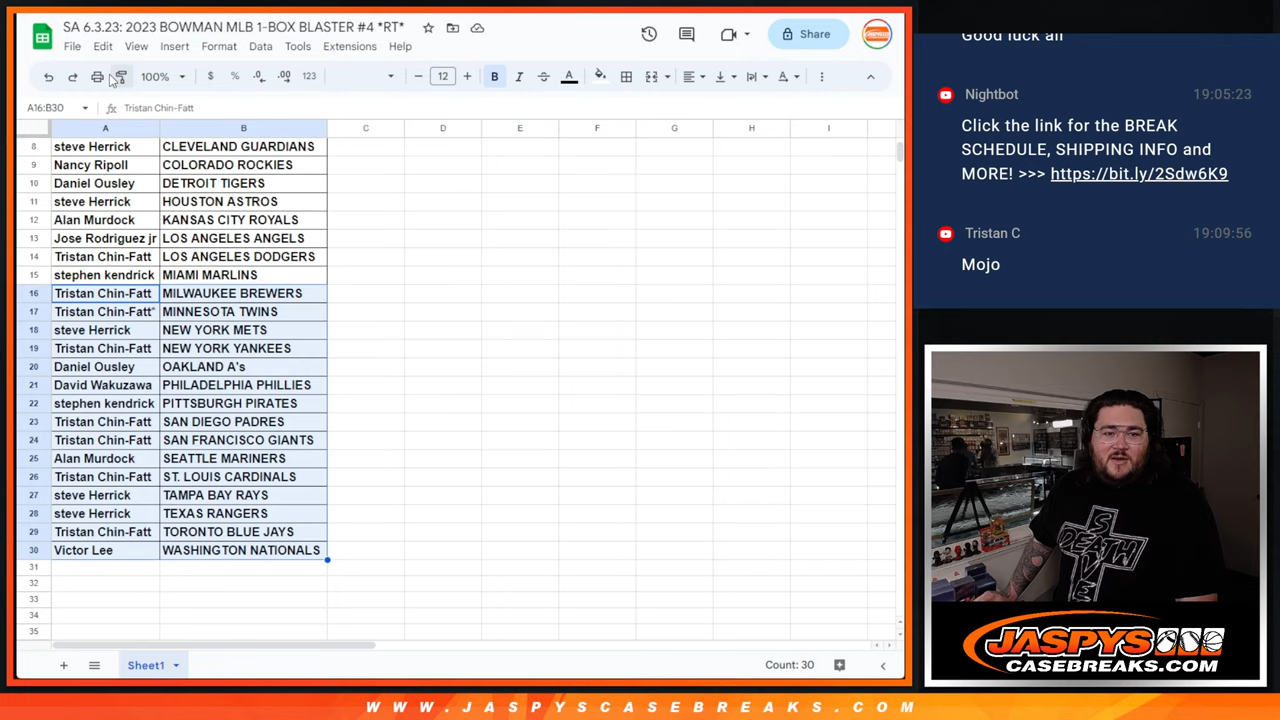 SA 6.3.23: 2023 BOWMAN MLB 1-BOX BLASTER #4 *RT*
File Edit View Insert Format Data Tools Extensions Help
Share
100% $ % .0 .00 123 12 B I S A
A16:B30 fx Tristan Chin-Fatt
A B C D E F G H I
8 steve Herrick CLEVELAND GUARDIANS
9 Nancy Ripoll COLORADO ROCKIES
10 Daniel Ousley DETROIT TIGERS
11 steve Herrick HOUSTON ASTROS
12 Alan Murdock KANSAS CITY ROYALS
13 Jose Rodriguez jr LOS ANGELES ANGELS
14 Tristan Chin-Fatt LOS ANGELES DODGERS
15 stephen kendrick MIAMI MARLINS
16 Tristan Chin-Fatt MILWAUKEE BREWERS
17 Tristan Chin-Fatt* MINNESOTA TWINS
18 steve Herrick NEW YORK METS
19 Tristan Chin-Fatt NEW YORK YANKEES
20 Daniel Ousley OAKLAND A's
21 David Wakuzawa PHILADELPHIA PHILLIES
22 stephen kendrick PITTSBURGH PIRATES
23 Tristan Chin-Fatt SAN DIEGO PADRES
24 Tristan Chin-Fatt SAN FRANCISCO GIANTS
25 Alan Murdock SEATTLE MARINERS
26 Tristan Chin-Fatt ST. LOUIS CARDINALS
27 steve Herrick TAMPA BAY RAYS
28 steve Herrick TEXAS RANGERS
29 Tristan Chin-Fatt TORONTO BLUE JAYS
30 Victor Lee WASHINGTON NATIONALS
31
32
33
34
35
Sheet1 Count: 30
Good luck all
Nightbot 19:05:23
Click the link for the BREAK
SCHEDULE, SHIPPING INFO and
MORE! >>> https://bit.ly/2Sdw6K9
Tristan C 19:09:56
Mojo
DEATH
SAVES
JASPYS
CASEBREAKS.COM
WWW.JASPYSCASEBREAKS.COM